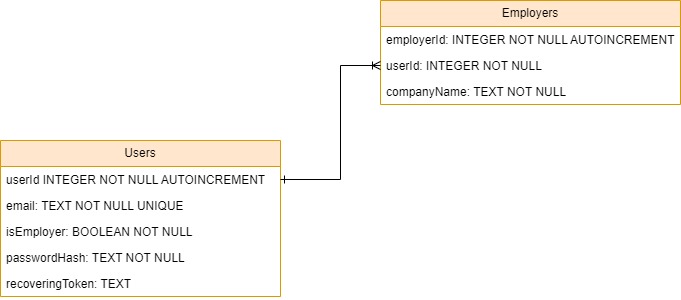 Employers
employerId: INTEGER NOT NULL AUTOINCREMENT
userId: INTEGER NOT NULL
companyName: TEXT NOT NULL
Users
userId INTEGER NOT NULL AUTOINCREMENT
email: TEXT NOT NULL UNIQUE
isEmployer: BOOLEAN NOT NULL
passwordHash: TEXT NOT NULL
recoveringToken: TEXT